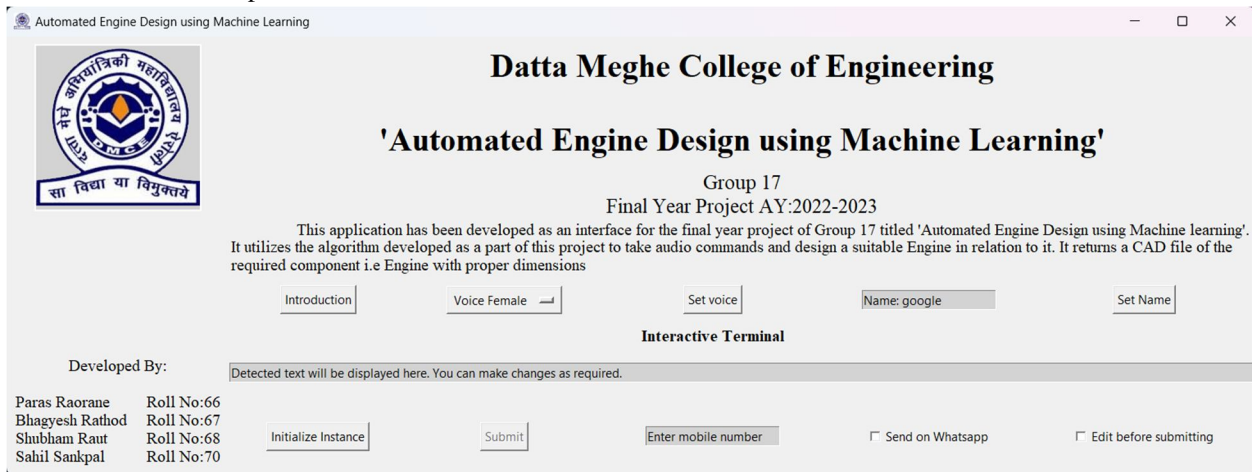 Automated Engine Design using Machine Learning
दत्ता मेघे अभियांत्रिकी महाविद्यालय ऐरोली
DMCE
सा विद्या या विमुक्तये
Datta Meghe College of Engineering
'Automated Engine Design using Machine Learning'
Group 17
Final Year Project AY:2022-2023
This application has been developed as an interface for the final year project of Group 17 titled 'Automated Engine Design using Machine learning'.
It utilizes the algorithm developed as a part of this project to take audio commands and design a suitable Engine in relation to it. It returns a CAD file of the
required component i.e Engine with proper dimensions
Introduction Voice Female Set voice Name: google Set Name
Interactive Terminal
Developed By:
Detected text will be displayed here. You can make changes as required.
Paras Raorane Roll No:66
Bhagyesh Rathod Roll No:67
Shubham Raut Roll No:68
Sahil Sankpal Roll No:70
Initialize Instance Submit Enter mobile number Send on Whatsapp Edit before submitting